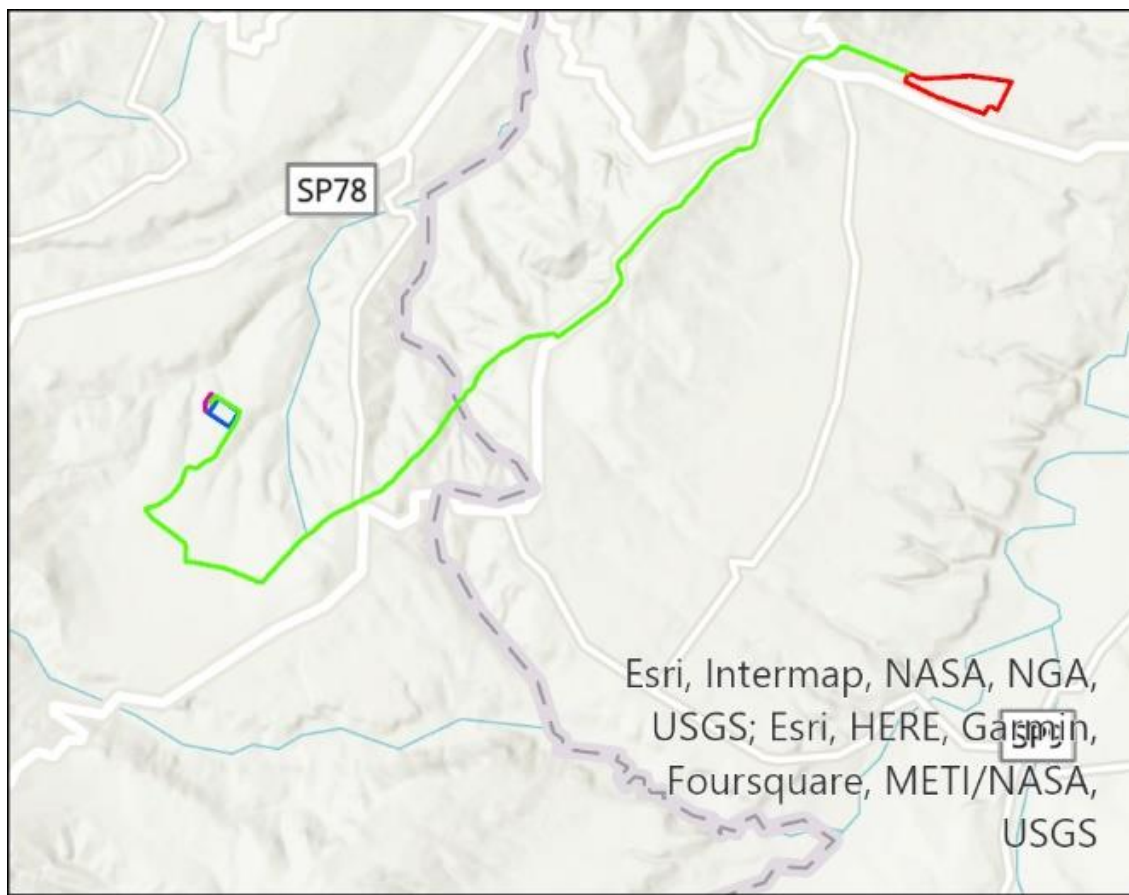 SP78
Esri, Intermap, NASA, NGA,
USGS; Esri, HERE, Garmin,
Foursquare, METI/NASA,
USGS